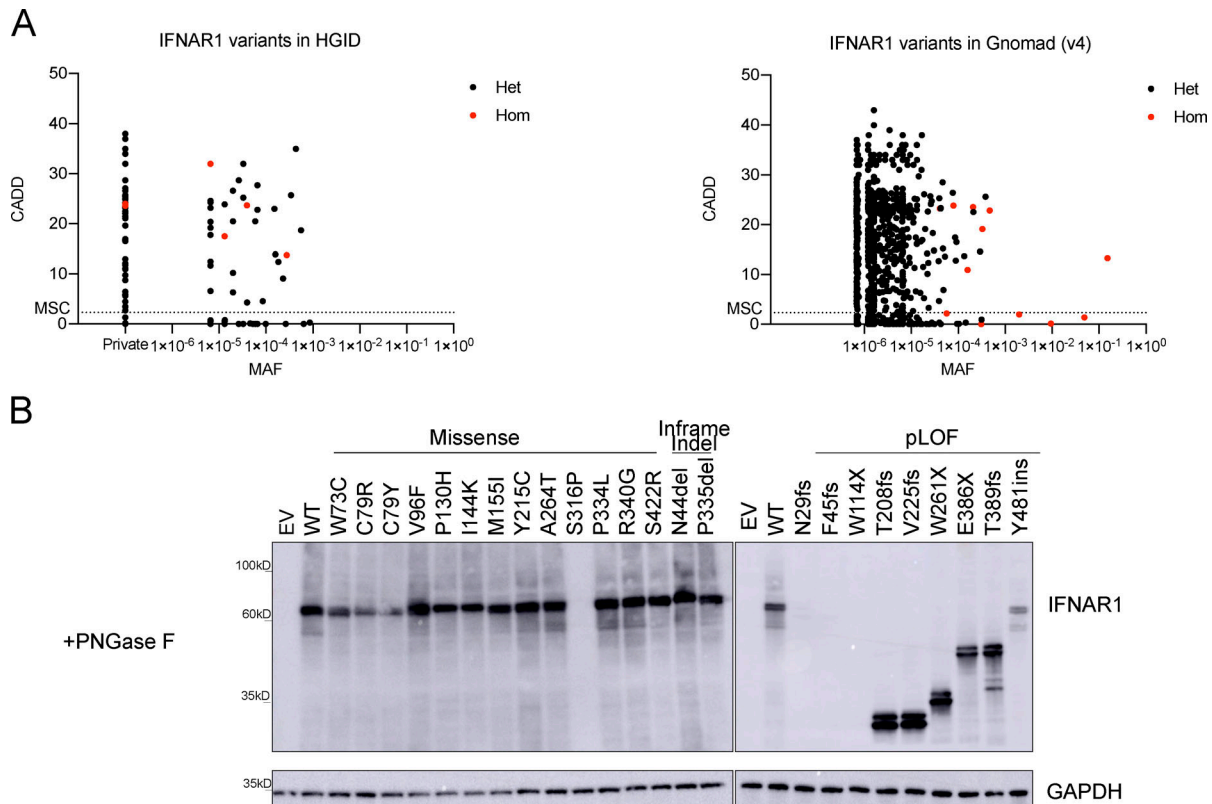 A
IFNAR1 variants in HGID
50
40
30
20
10
MSC
0
CADD
Private 1×10⁻⁶ 1×10⁻⁵ 1×10⁻⁴ 1×10⁻³ 1×10⁻² 1×10⁻¹ 1×10⁰
MAF
Het
Hom
IFNAR1 variants in Gnomad (v4)
50
40
30
20
10
MSC
0
CADD
1×10⁻⁶ 1×10⁻⁵ 1×10⁻⁴ 1×10⁻³ 1×10⁻² 1×10⁻¹ 1×10⁰
MAF
Het
Hom
B
Missense
Inframe
Indel
pLOF
EV
WT
W73C
C79R
C79Y
V96F
P130H
I144K
M155I
Y215C
A264T
S316P
P334L
R340G
S422R
N44del
P335del
EV
WT
N29fs
F45fs
W114X
T208fs
V225fs
W261X
E386X
T389fs
Y481ins
100kD
60kD
35kD
+PNGase F
IFNAR1
35kD
GAPDH